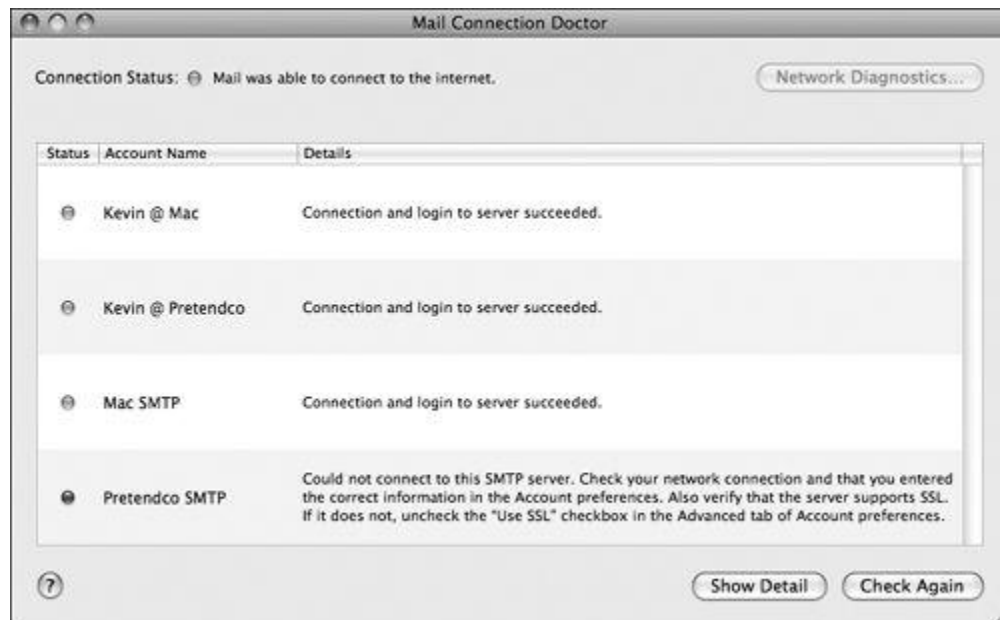 Mail Connection Doctor
Connection Status: Mail was able to connect to the internet.
Network Diagnostics...
Status Account Name Details
Kevin @ Mac Connection and login to server succeeded.
Kevin @ Pretendco Connection and login to server succeeded.
Mac SMTP Connection and login to server succeeded.
Pretendco SMTP Could not connect to this SMTP server. Check your network connection and that you entered
the correct information in the Account preferences. Also verify that the server supports SSL.
If it does not, uncheck the "Use SSL" checkbox in the Advanced tab of Account preferences.
? Show Detail Check Again